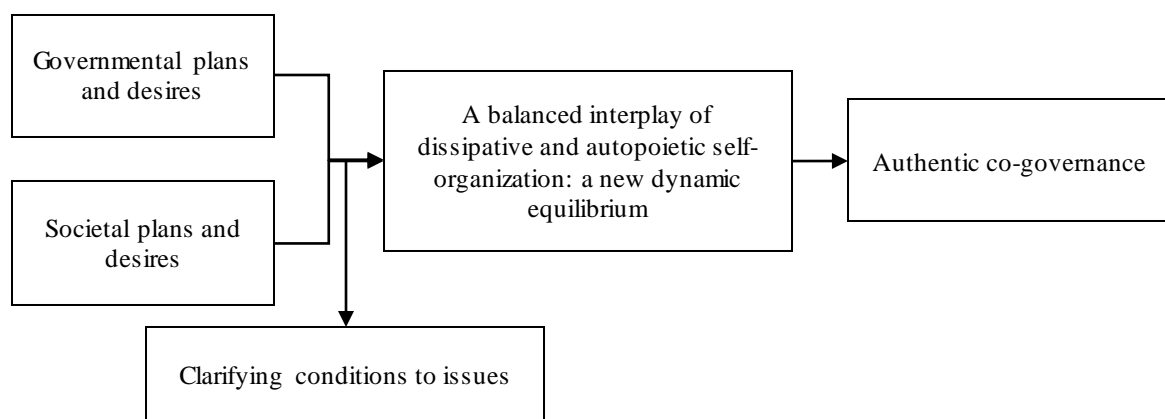 Governmental plans
and desires
A balanced interplay of
dissipative and autopoietic self-
organization: a new dynamic
equilibrium
Authentic co-governance
Societal plans and
desires
Clarifying conditions to issues